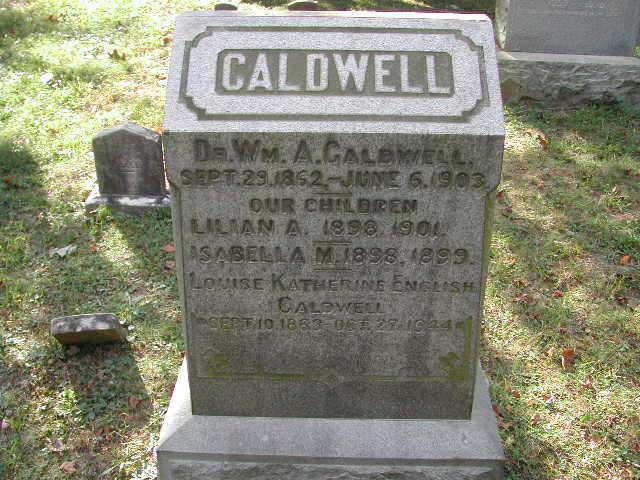 CALDWELL
DR. WM. A. CALDWELL.
SEPT. 29. 1862.–JUNE 6. 1903.
OUR CHILDREN
LILIAN A. 1898. 1901.
ISABELLA M. 1898. 1899.
LOUISE KATHERINE ENGLISH
CALDWELL
SEPT. 10. 1863–OCT. 27. 1944